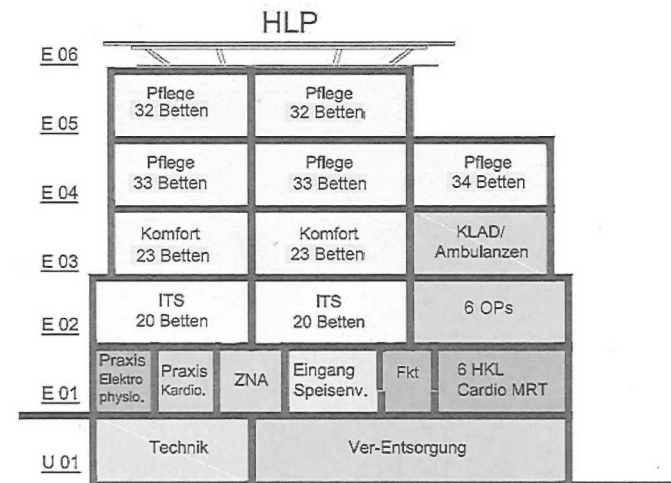 HLP
E 06
Pflege
32 Betten
Pflege
32 Betten
E 05
Pflege
33 Betten
Pflege
33 Betten
Pflege
34 Betten
E 04
Komfort
23 Betten
Komfort
23 Betten
KLAD/
Ambulanzen
E 03
ITS
20 Betten
ITS
20 Betten
6 OPs
E 02
Praxis
Elektro
physio.
Praxis
Kardio.
ZNA
Eingang
Speisenv.
Fkt
6 HKL
Cardio MRT
E 01
Technik
Ver-Entsorgung
U 01